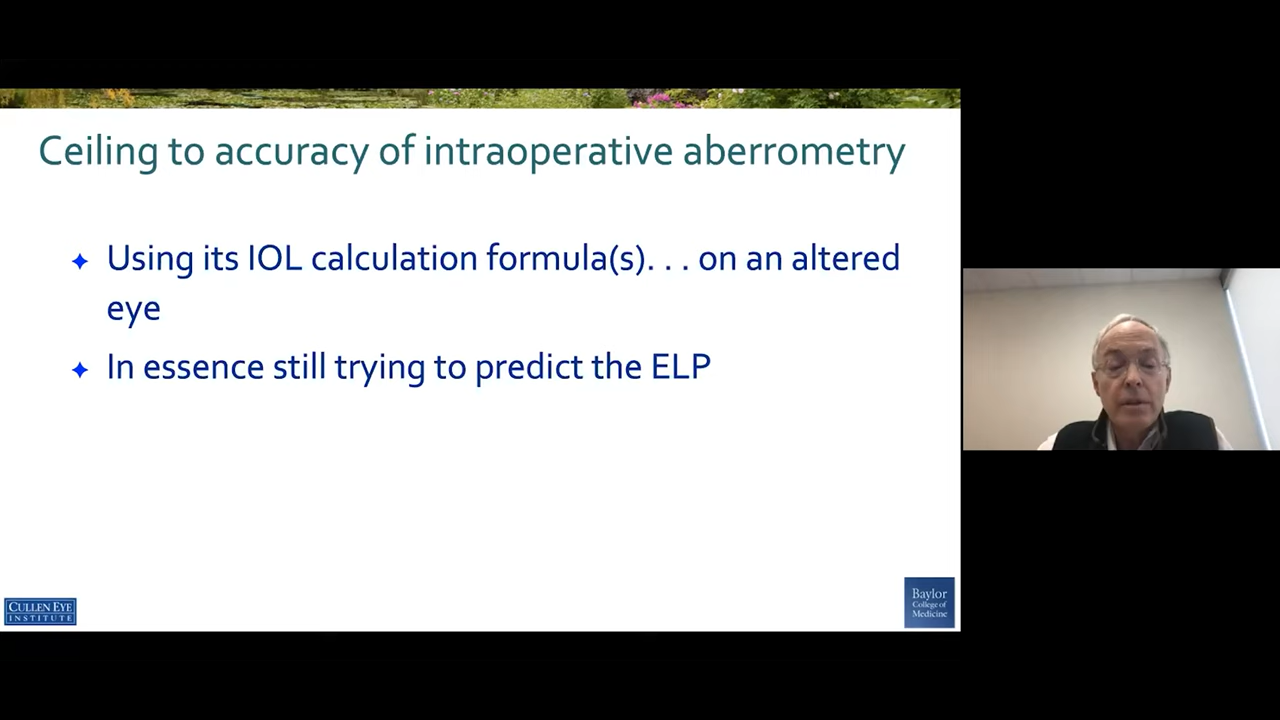 Ceiling to accuracy of intraoperative aberrometry
Using its IOL calculation formula(s). . . on an altered
eye
In essence still trying to predict the ELP
CULLEN EYE
INSTITUTE
Baylor
College of
Medicine